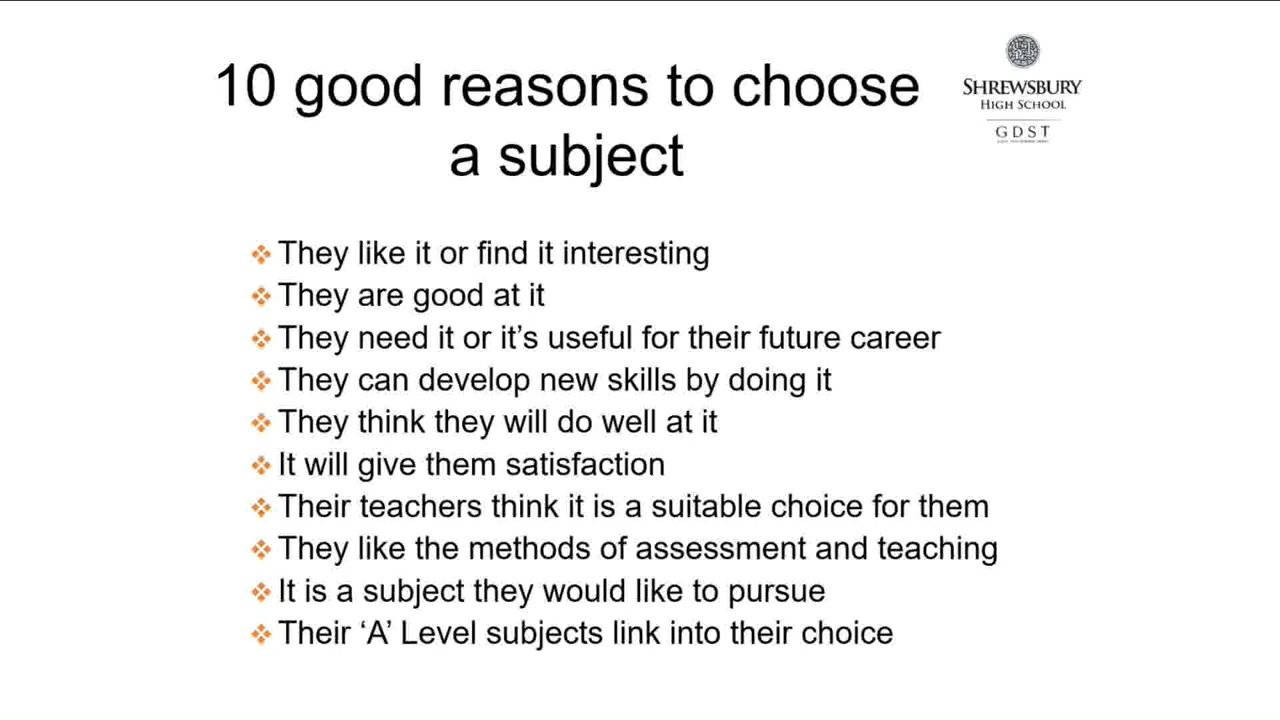 10 good reasons to choose
a subject
SHREWSBURY
HIGH SCHOOL
GDST
They like it or find it interesting
They are good at it
They need it or it’s useful for their future career
They can develop new skills by doing it
They think they will do well at it
It will give them satisfaction
Their teachers think it is a suitable choice for them
They like the methods of assessment and teaching
It is a subject they would like to pursue
Their ‘A’ Level subjects link into their choice